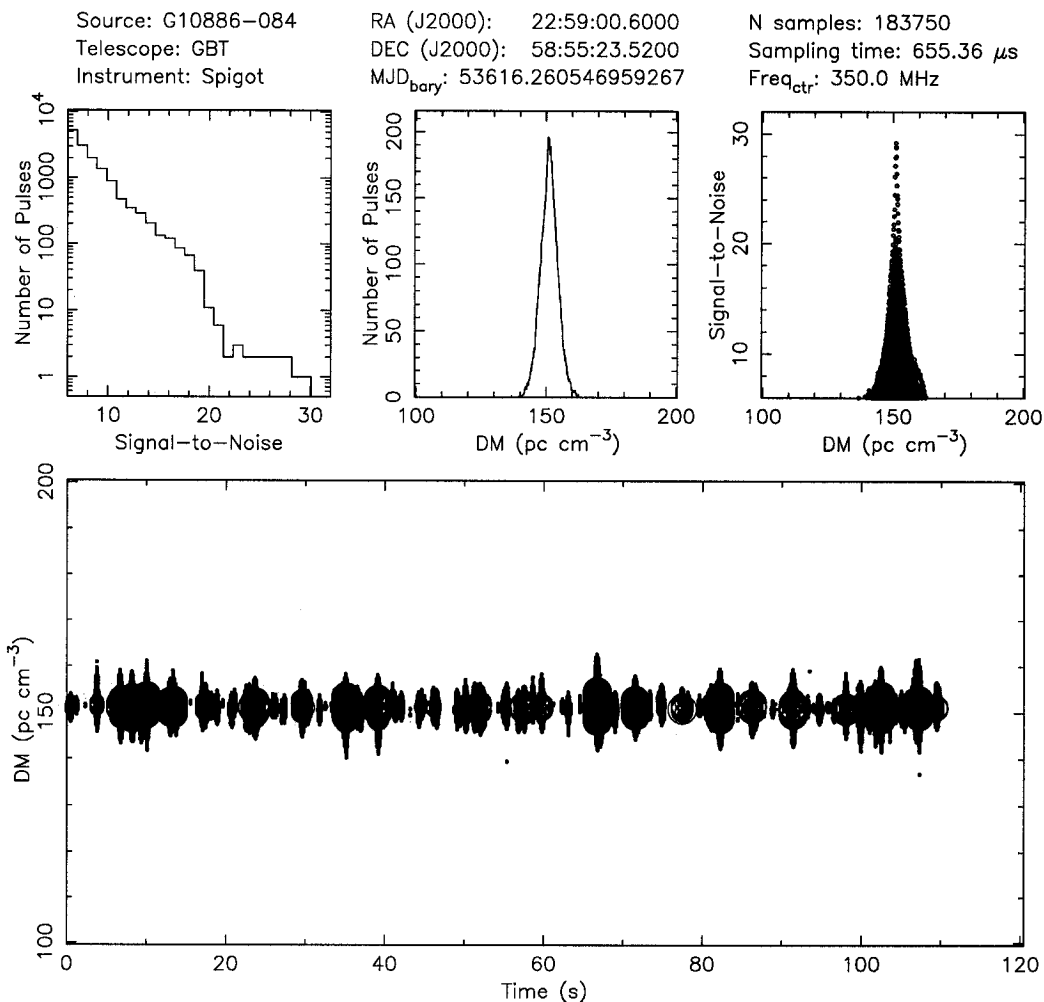 Source: G10886−084
Telescope: GBT
Instrument: Spigot
RA (J2000): 22:59:00.6000
DEC (J2000): 58:55:23.5200
MJD_bary: 53616.260546959267
N samples: 183750
Sampling time: 655.36 μs
Freq_ctr: 350.0 MHz
Number of Pulses
1 10 100 1000 10^4
10 20 30
Signal−to−Noise
Number of Pulses
0 50 100 150 200
100 150 200
DM (pc cm^−3)
Signal−to−Noise
10 20 30
100 150 200
DM (pc cm^−3)
DM (pc cm^−3)
100 150 200
0 20 40 60 80 100 120
Time (s)